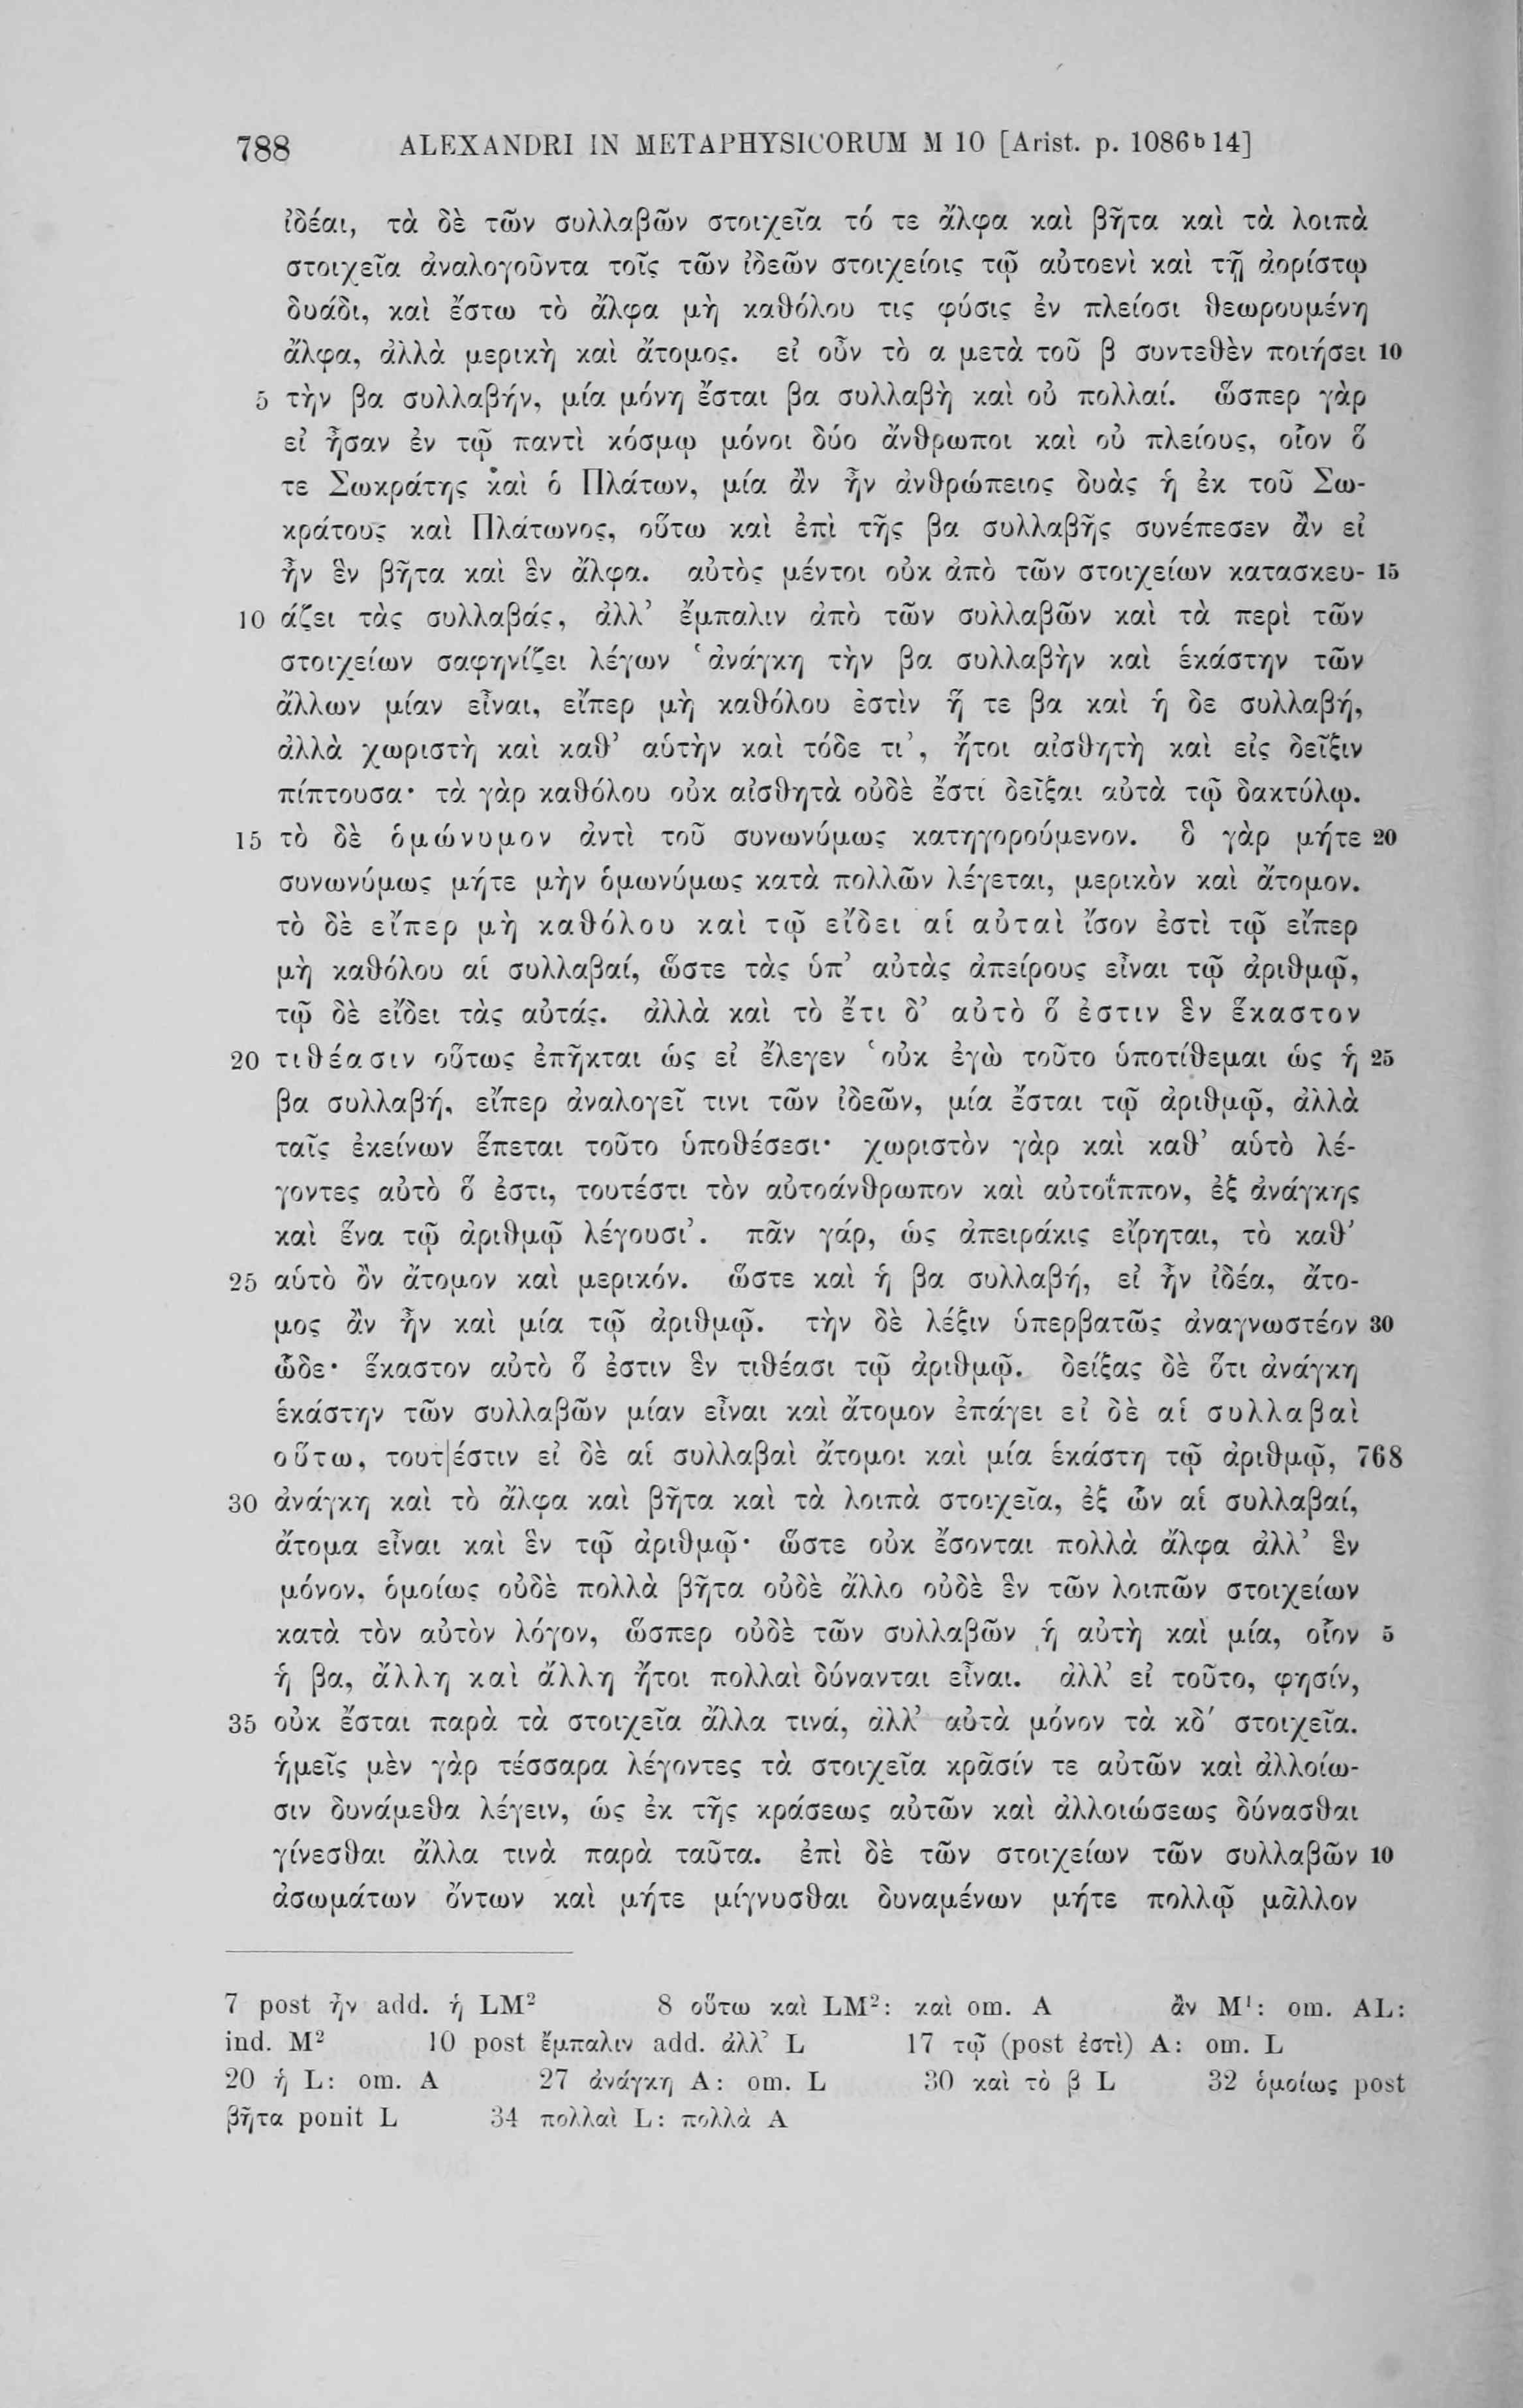 788 ALEXANDRI IN METAPHYSICORUM M 10 [Arist. p. 1086b14]
ἰδέαι, τὰ δὲ τῶν συλλαβῶν στοιχεῖα τό τε ἄλφα καὶ βῆτα καὶ τὰ λοιπὰ
στοιχεῖα ἀναλογοῦντα τοῖς τῶν ἰδεῶν στοιχείοις τῷ αὐτοενὶ καὶ τῇ ἀορίστῳ
δυάδι, καὶ ἔστω τὸ ἄλφα μὴ καθόλου τις φύσις ἐν πλείοσι θεωρουμένη
ἄλφα, ἀλλὰ μερικὴ καὶ ἄτομος. εἰ οὖν τὸ α μετὰ τοῦ β συντεθὲν ποιήσει 10
5 τὴν βα συλλαβήν, μία μόνη ἔσται βα συλλαβὴ καὶ οὐ πολλαί. ὥσπερ γὰρ
εἰ ἦσαν ἐν τῷ παντὶ κόσμῳ μόνοι δύο ἄνθρωποι καὶ οὐ πλείους, οἷον ὅ
τε Σωκράτης καὶ ὁ Πλάτων, μία ἂν ἦν ἀνθρώπειος δυὰς ἡ ἐκ τοῦ Σω-
κράτους καὶ Πλάτωνος, οὕτω καὶ ἐπὶ τῆς βα συλλαβῆς συνέπεσεν ἂν εἰ
ἦν ἓν βῆτα καὶ ἓν ἄλφα. αὐτὸς μέντοι οὐκ ἀπὸ τῶν στοιχείων κατασκευ- 15
10 άζει τὰς συλλαβάς, ἀλλ’ ἔμπαλιν ἀπὸ τῶν συλλαβῶν καὶ τὰ περὶ τῶν
στοιχείων σαφηνίζει λέγων ‘ἀνάγκη τὴν βα συλλαβὴν καὶ ἑκάστην τῶν
ἄλλων μίαν εἶναι, εἴπερ μὴ καθόλου ἐστὶν ἥ τε βα καὶ ἡ δε συλλαβή,
ἀλλὰ χωριστὴ καὶ καθ’ αὑτὴν καὶ τόδε τι’, ἤτοι αἰσθητὴ καὶ εἰς δεῖξιν
πίπτουσα· τὰ γὰρ καθόλου οὐκ αἰσθητὰ οὐδὲ ἔστι δεῖξαι αὐτὰ τῷ δακτύλῳ.
15 τὸ δὲ ὁμώνυμον ἀντὶ τοῦ συνωνύμως κατηγορούμενον. ὃ γὰρ μήτε 20
συνωνύμως μήτε μὴν ὁμωνύμως κατὰ πολλῶν λέγεται, μερικὸν καὶ ἄτομον.
τὸ δὲ εἴπερ μὴ καθόλου καὶ τῷ εἴδει αἱ αὐταὶ ἴσον ἐστὶ τῷ εἴπερ
μὴ καθόλου αἱ συλλαβαί, ὥστε τὰς ὑπ’ αὐτὰς ἀπείρους εἶναι τῷ ἀριθμῷ,
τῷ δὲ εἴδει τὰς αὐτάς. ἀλλὰ καὶ τὸ ἔτι δ’ αὐτὸ ὅ ἐστιν ἓν ἕκαστον
20 τιθέασιν οὕτως ἐπῆκται ὡς εἰ ἔλεγεν ‘οὐκ ἐγὼ τοῦτο ὑποτίθεμαι ὡς ἡ 25
βα συλλαβή, εἴπερ ἀναλογεῖ τινι τῶν ἰδεῶν, μία ἔσται τῷ ἀριθμῷ, ἀλλὰ
ταῖς ἐκείνων ἕπεται τοῦτο ὑποθέσεσι· χωριστὸν γὰρ καὶ καθ’ αὑτὸ λέ-
γοντες αὐτὸ ὅ ἐστι, τουτέστι τὸν αὐτοάνθρωπον καὶ αὐτοΐππον, ἐξ ἀνάγκης
καὶ ἕνα τῷ ἀριθμῷ λέγουσι’. πᾶν γάρ, ὡς ἀπειράκις εἴρηται, τὸ καθ’
25 αὑτὸ ὂν ἄτομον καὶ μερικόν. ὥστε καὶ ἡ βα συλλαβή, εἰ ἦν ἰδέα, ἄτο-
μος ἂν ἦν καὶ μία τῷ ἀριθμῷ. τὴν δὲ λέξιν ὑπερβατῶς ἀναγνωστέον 30
ὧδε· ἕκαστον αὐτὸ ὅ ἐστιν ἓν τιθέασι τῷ ἀριθμῷ. δείξας δὲ ὅτι ἀνάγκη
ἑκάστην τῶν συλλαβῶν μίαν εἶναι καὶ ἄτομον ἐπάγει εἰ δὲ αἱ συλλαβαὶ
οὕτω, τουτ|έστιν εἰ δὲ αἱ συλλαβαὶ ἄτομοι καὶ μία ἑκάστη τῷ ἀριθμῷ, 768
30 ἀνάγκη καὶ τὸ ἄλφα καὶ βῆτα καὶ τὰ λοιπὰ στοιχεῖα, ἐξ ὧν αἱ συλλαβαί,
ἄτομα εἶναι καὶ ἓν τῷ ἀριθμῷ· ὥστε οὐκ ἔσονται πολλὰ ἄλφα ἀλλ’ ἓν
μόνον, ὁμοίως οὐδὲ πολλὰ βῆτα οὐδὲ ἄλλο οὐδὲ ἓν τῶν λοιπῶν στοιχείων
κατὰ τὸν αὐτὸν λόγον, ὥσπερ οὐδὲ τῶν συλλαβῶν ἡ αὐτὴ καὶ μία, οἷον 5
ἡ βα, ἄλλη καὶ ἄλλη ἤτοι πολλαὶ δύνανται εἶναι. ἀλλ’ εἰ τοῦτο, φησίν,
35 οὐκ ἔσται παρὰ τὰ στοιχεῖα ἄλλα τινά, ἀλλ’ αὐτὰ μόνον τὰ κδʹ στοιχεῖα.
ἡμεῖς μὲν γὰρ τέσσαρα λέγοντες τὰ στοιχεῖα κρᾶσίν τε αὐτῶν καὶ ἀλλοίω-
σιν δυνάμεθα λέγειν, ὡς ἐκ τῆς κράσεως αὐτῶν καὶ ἀλλοιώσεως δύνασθαι
γίνεσθαι ἄλλα τινὰ παρὰ ταῦτα. ἐπὶ δὲ τῶν στοιχείων τῶν συλλαβῶν 10
ἀσωμάτων ὄντων καὶ μήτε μίγνυσθαι δυναμένων μήτε πολλῷ μᾶλλον
7 post ἦν add. ἡ LM² 8 οὕτω καὶ LM²: καὶ om. A ἂν M¹: om. AL:
ind. M² 10 post ἔμπαλιν add. ἀλλ’ L 17 τῷ (post ἐστὶ) A: om. L
20 ἡ L: om. A 27 ἀνάγκη A: om. L 30 καὶ τὸ β L 32 ὁμοίως post
βῆτα ponit L 34 πολλαὶ L: πολλὰ A